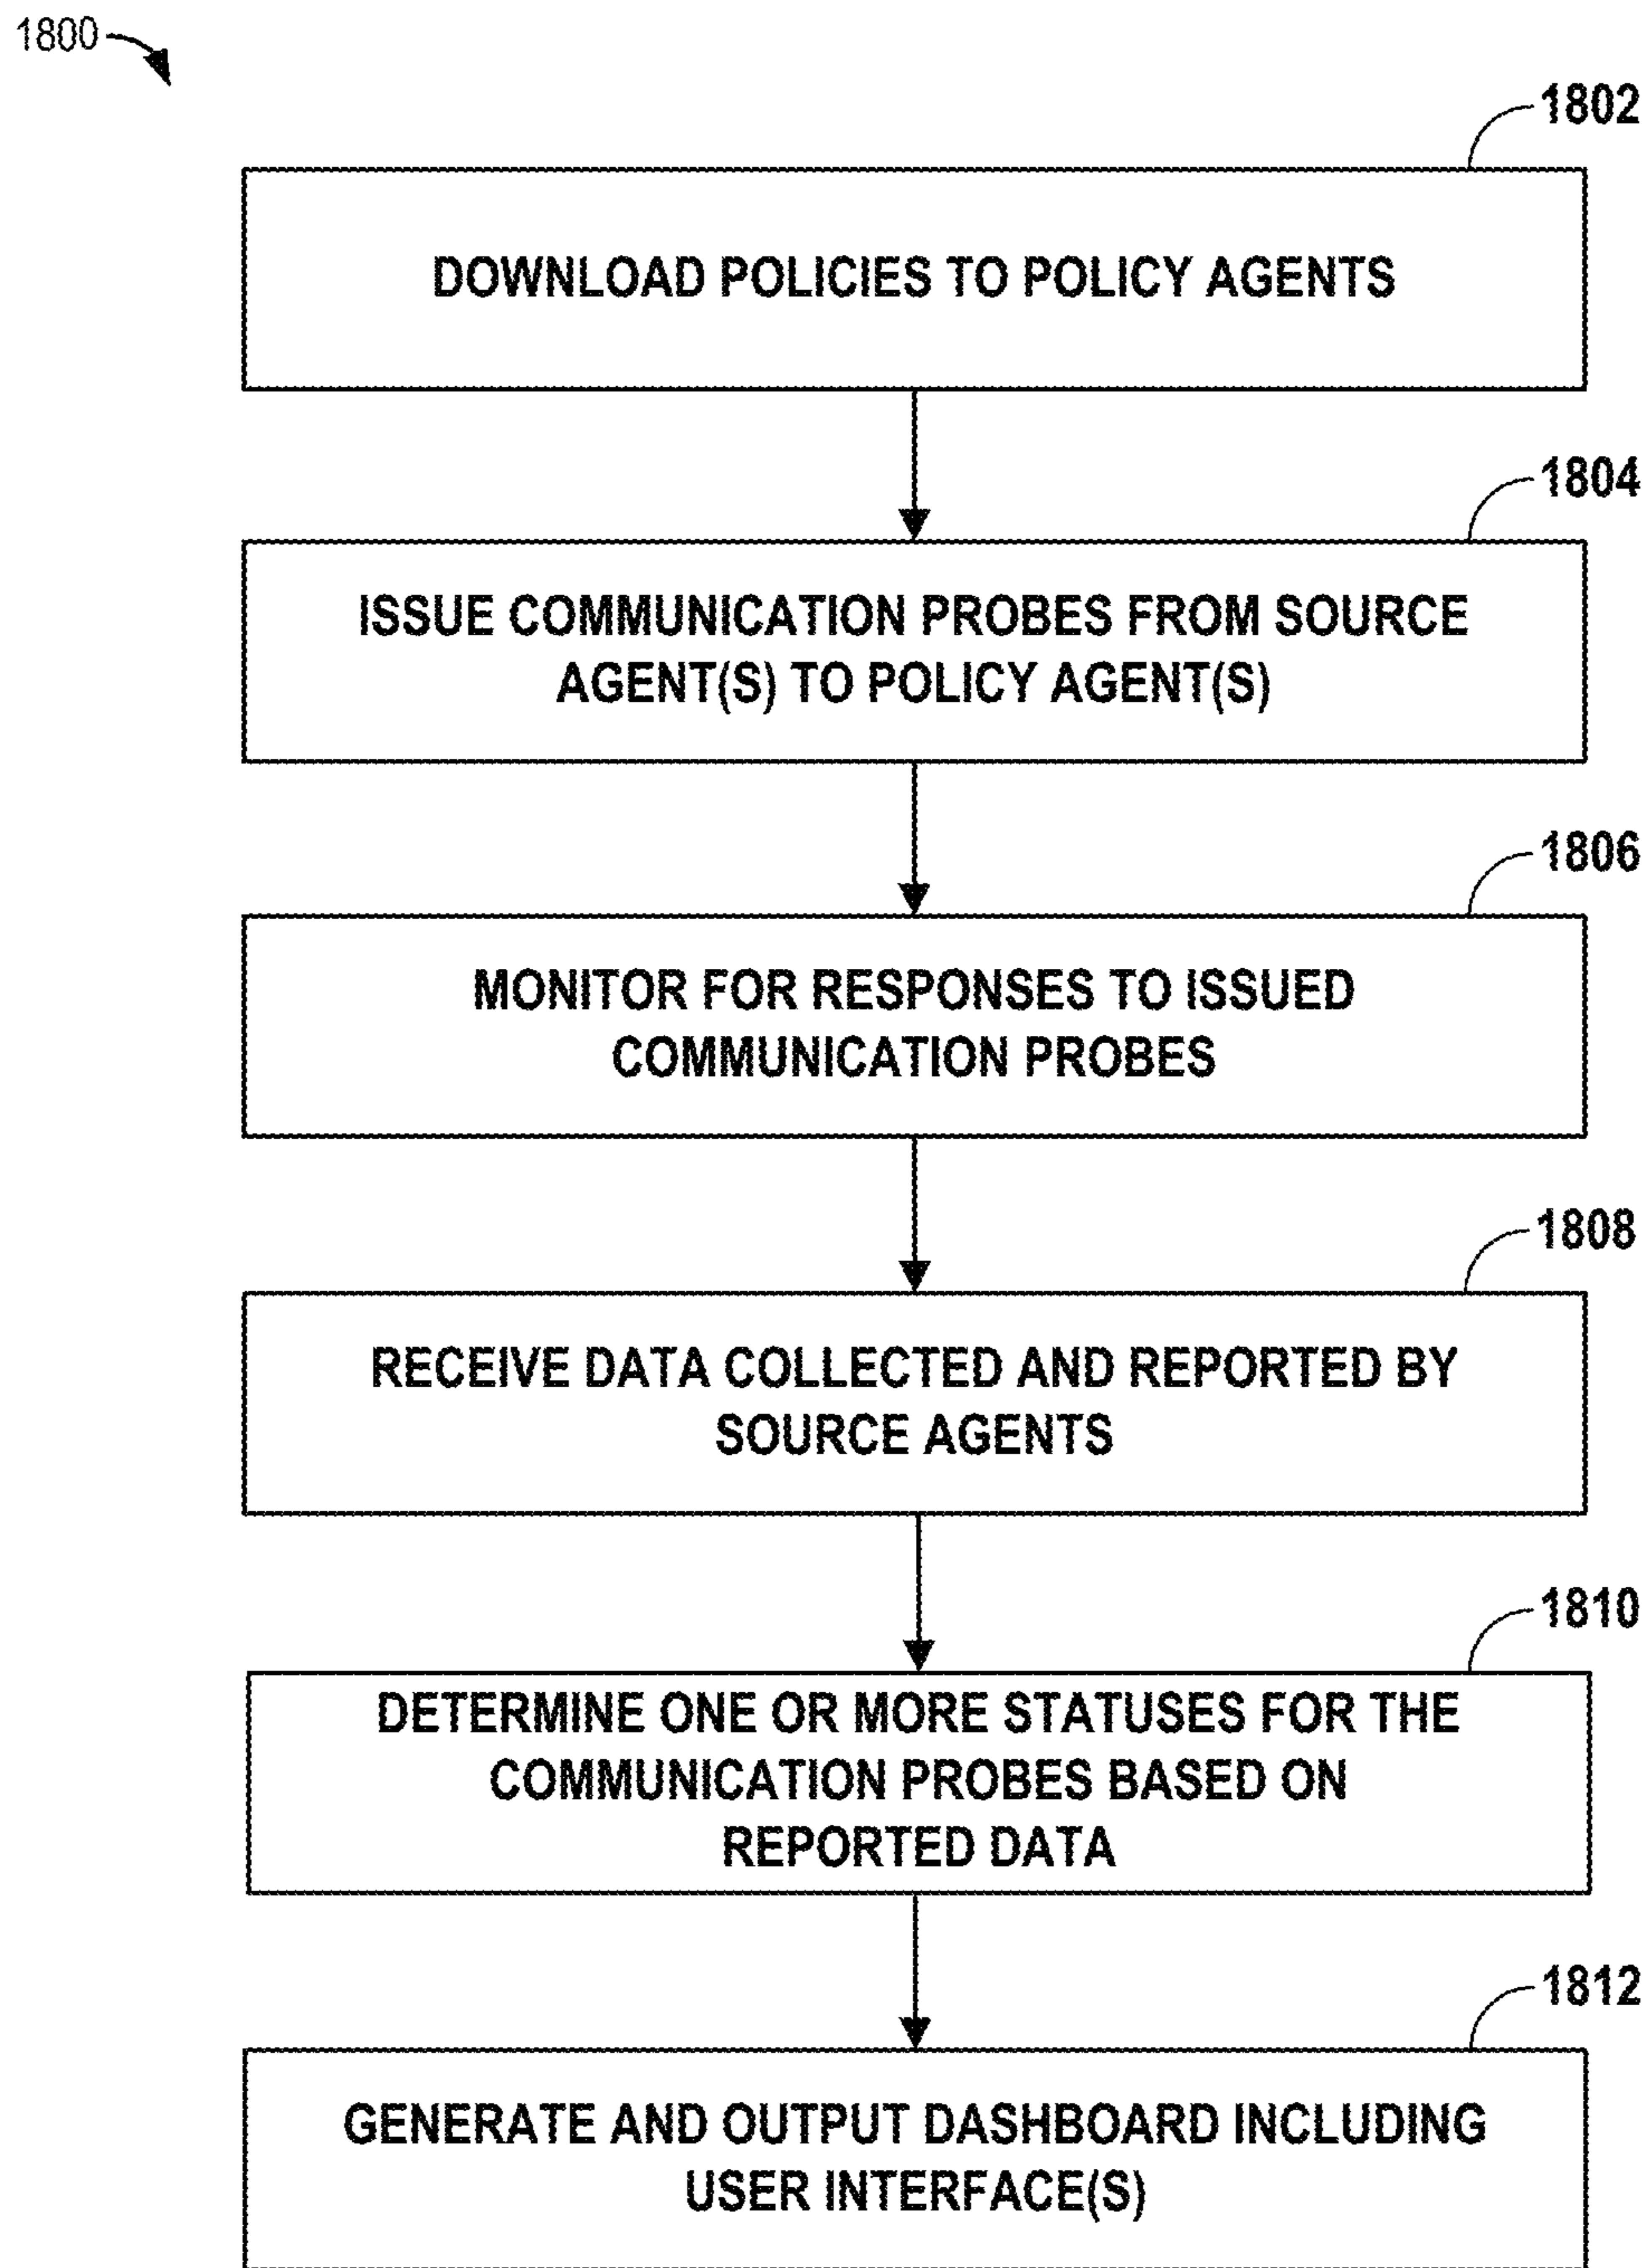 1800
1802
DOWNLOAD POLICIES TO POLICY AGENTS
1804
ISSUE COMMUNICATION PROBES FROM SOURCE
AGENT(S) TO POLICY AGENT(S)
1806
MONITOR FOR RESPONSES TO ISSUED
COMMUNICATION PROBES
1808
RECEIVE DATA COLLECTED AND REPORTED BY
SOURCE AGENTS
1810
DETERMINE ONE OR MORE STATUSES FOR THE
COMMUNICATION PROBES BASED ON
REPORTED DATA
1812
GENERATE AND OUTPUT DASHBOARD INCLUDING
USER INTERFACE(S)